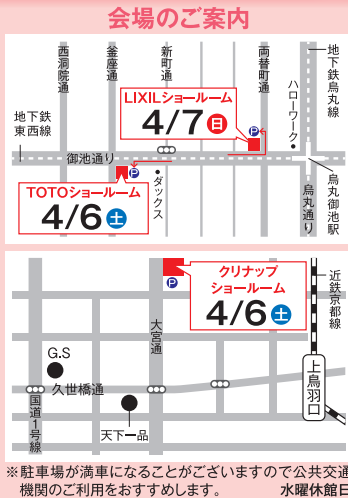 会場のご案内
西洞院通
釜座通
新町通
両替町通
地下鉄烏丸線
LIXILショールーム
4/7 日
P
ハローワーク
地下鉄
東西線
御池通り
P
ダックス
烏丸通り
烏丸御池駅
TOTOショールーム
4/6 土
クリナップ
ショールーム
4/6 土
P
近鉄京都線
大宮通
G.S
上鳥羽口
久世橋通
国道1号線
天下一品
※駐車場が満車になることがございますので公共交通
機関のご利用をおすすめします。
水曜休館日